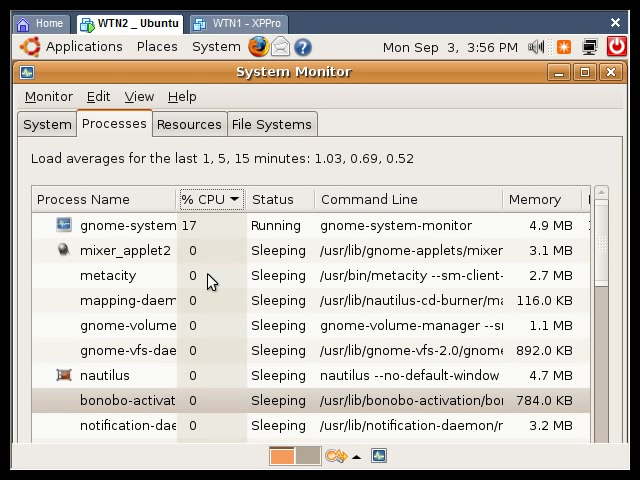 Home WTN2 _ Ubuntu WTN1 - XPPro
Applications Places System Mon Sep 3, 3:56 PM
System Monitor
Monitor Edit View Help
System Processes Resources File Systems
Load averages for the last 1, 5, 15 minutes: 1.03, 0.69, 0.52
Process Name % CPU Status Command Line Memory
gnome-system 17 Running gnome-system-monitor 4.9 MB
mixer_applet2 0 Sleeping /usr/lib/gnome-applets/mixer 3.1 MB
metacity 0 Sleeping /usr/bin/metacity --sm-client- 2.7 MB
mapping-daem 0 Sleeping /usr/lib/nautilus-cd-burner/ma 116.0 KB
gnome-volume 0 Sleeping gnome-volume-manager --sm 1.1 MB
gnome-vfs-dae 0 Sleeping /usr/lib/gnome-vfs-2.0/gnome 892.0 KB
nautilus 0 Sleeping nautilus --no-default-window 4.7 MB
bonobo-activat 0 Sleeping /usr/lib/bonobo-activation/bon 784.0 KB
notification-dae 0 Sleeping /usr/lib/notification-daemon/n 3.2 MB